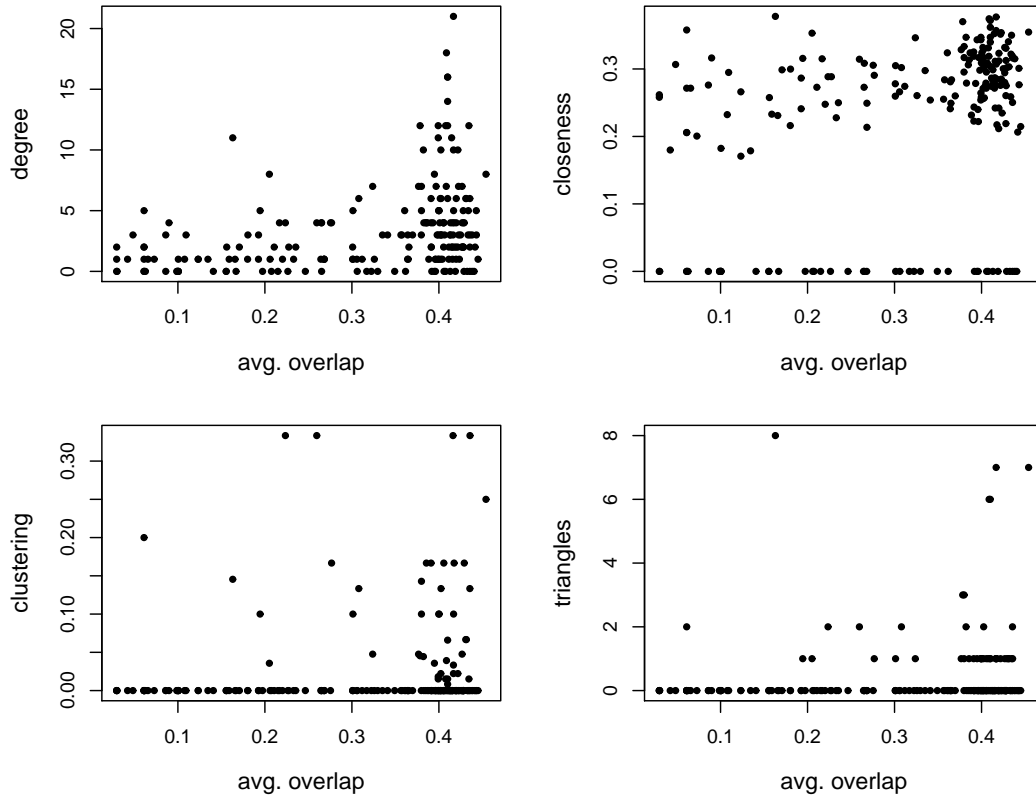 degree
20
15
10
5
0
0.1 0.2 0.3 0.4
avg. overlap
closeness
0.3
0.2
0.1
0.0
0.1 0.2 0.3 0.4
avg. overlap
clustering
0.30
0.20
0.10
0.00
0.1 0.2 0.3 0.4
avg. overlap
triangles
8
6
4
2
0
0.1 0.2 0.3 0.4
avg. overlap